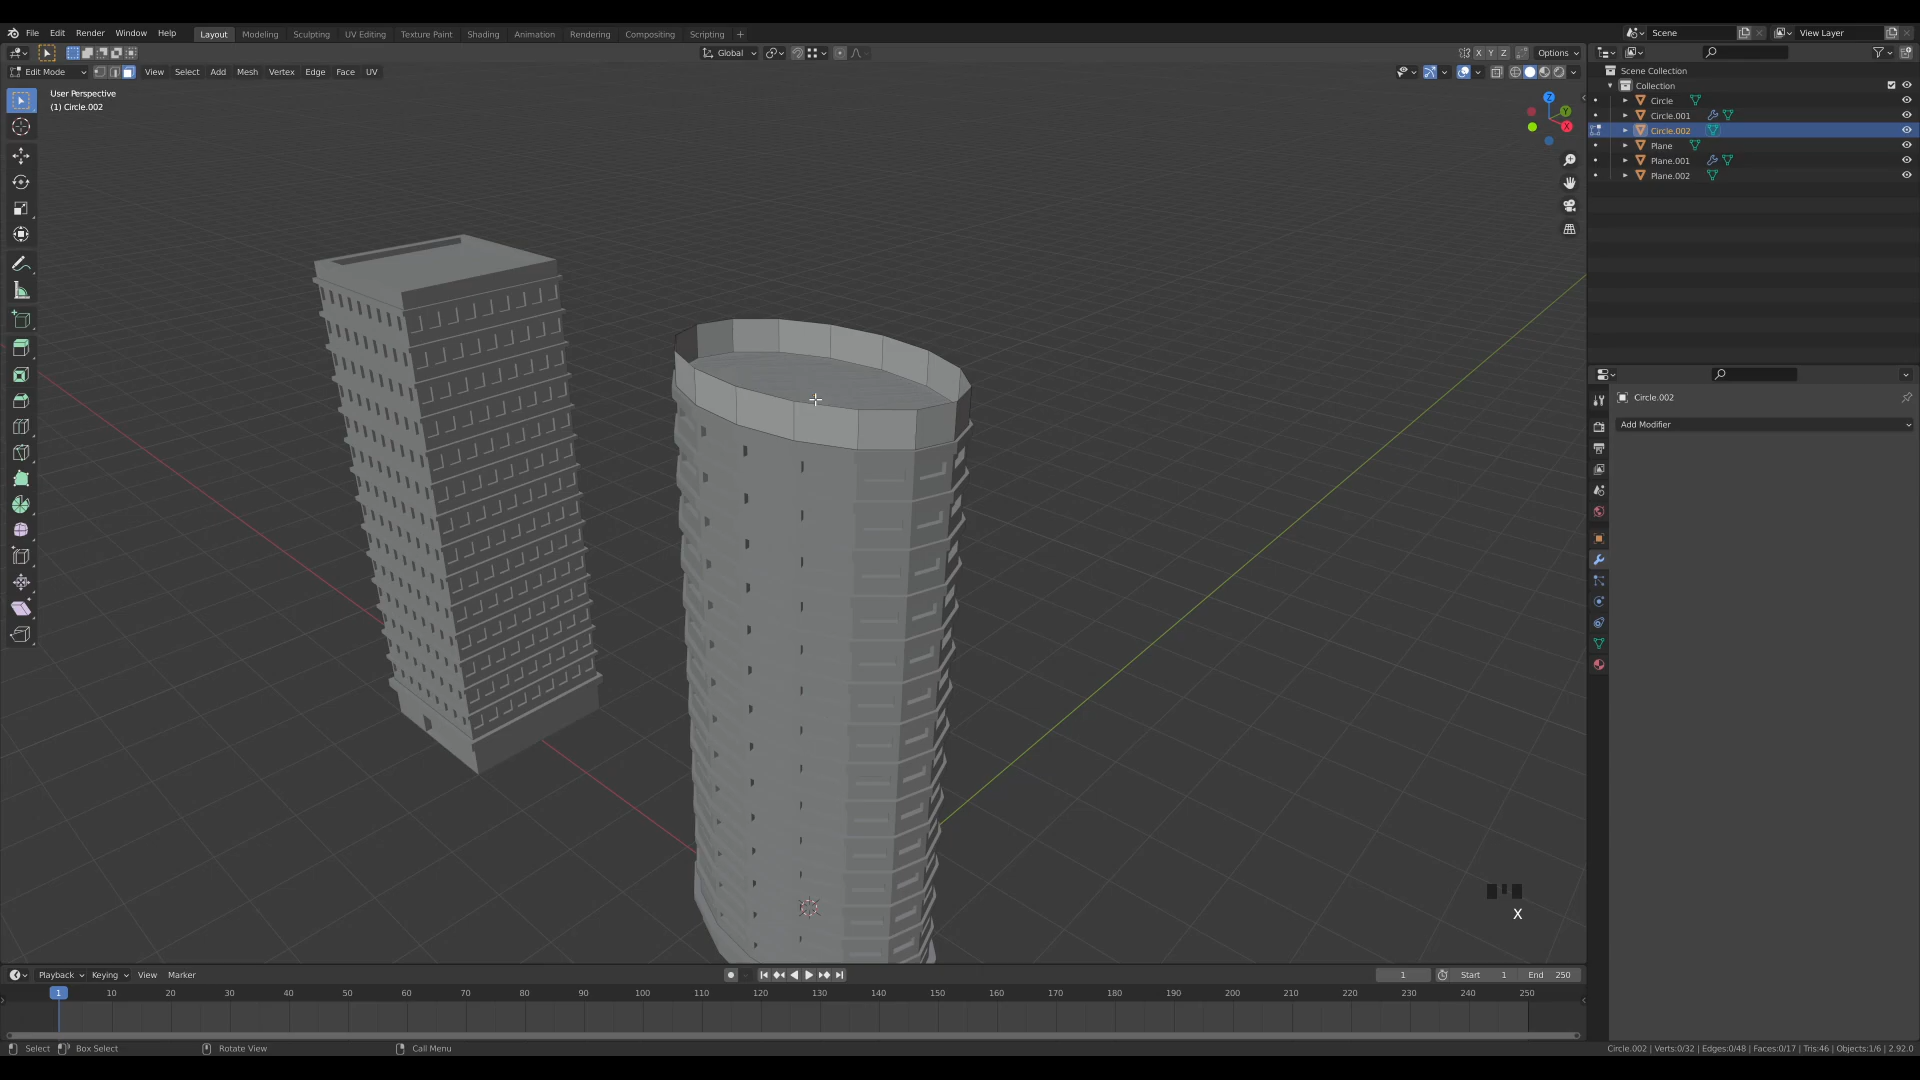 File Edit Render Window Help Layout Modeling Sculpting UV Editing Texture Paint Shading Animation Rendering Compositing Scripting + Scene View Layer
Global X Y Z Options
Edit Mode View Select Add Mesh Vertex Edge Face UV
User Perspective
(1) Circle.002
Z
Y
X
Scene Collection
Collection
Circle
Circle.001
Circle.002
Plane
Plane.001
Plane.002
Circle.002
Add Modifier
X
Playback Keying View Marker 1 Start 1 End 250
1 10 20 30 40 50 60 70 80 90 100 110 120 130 140 150 160 170 180 190 200 210 220 230 240 250
Select Box Select Rotate View Call Menu Circle.002 | Verts:0/32 | Edges:0/48 | Faces:0/17 | Tris:46 | Objects:1/6 | 2.92.0